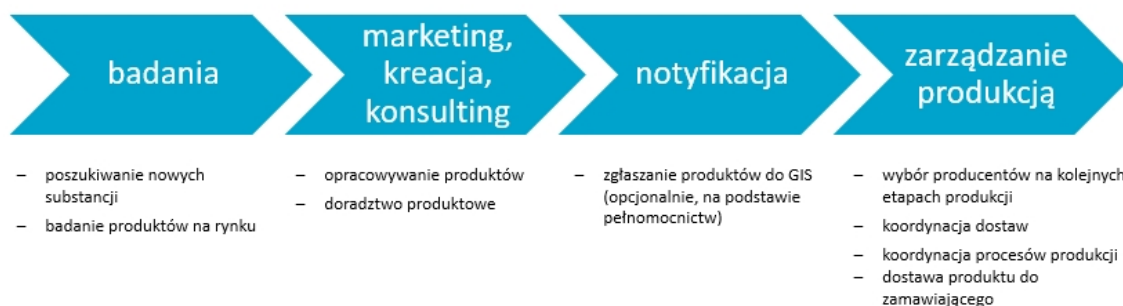 badania
marketing,
kreacja,
konsulting
notyfikacja
zarządzanie
produkcją
– poszukiwanie nowych
substancji
– badanie produktów na rynku
– opracowywanie produktów
– doradztwo produktowe
– zgłaszanie produktów do GIS
(opcjonalnie, na podstawie
pełnomocnictw)
– wybór producentów na kolejnych
etapach produkcji
– koordynacja dostaw
– koordynacja procesów produkcji
– dostawa produktu do
zamawiającego